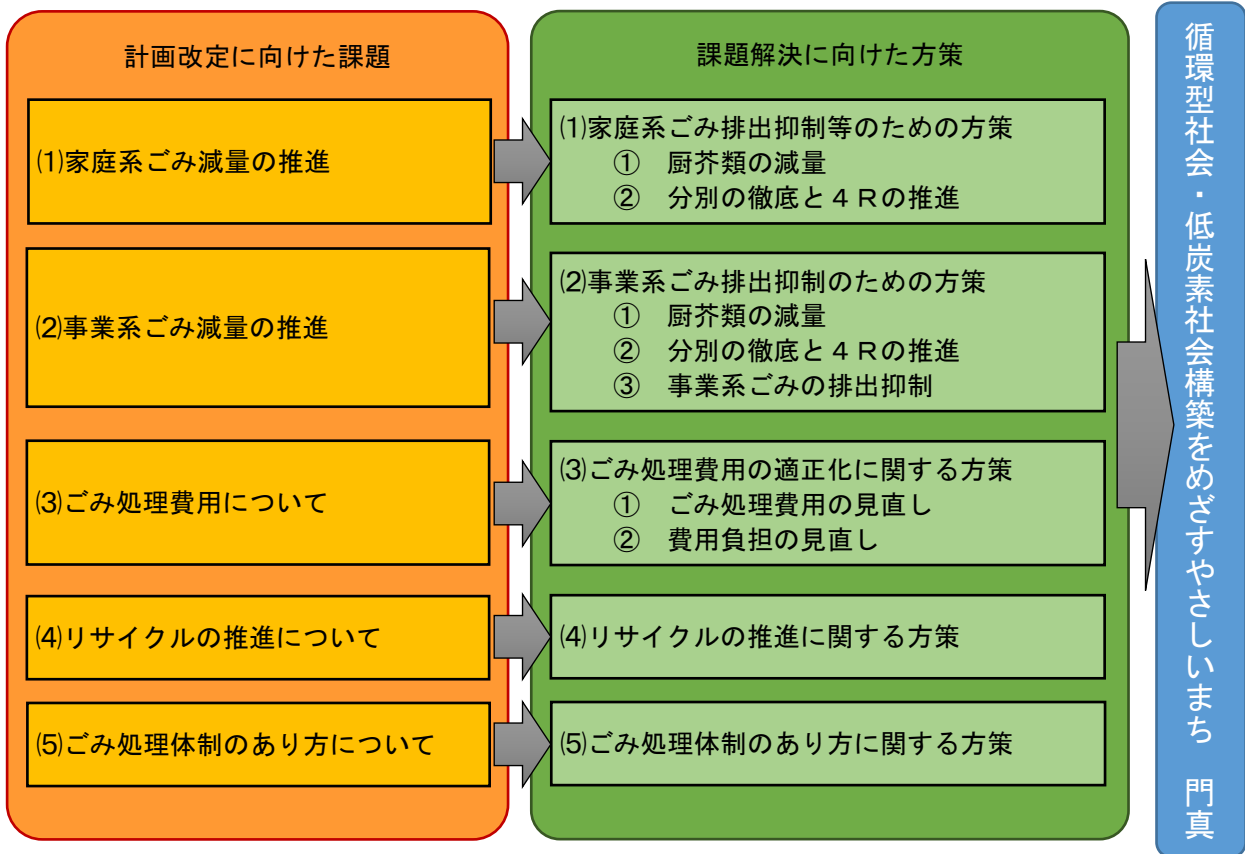 計画改定に向けた課題
⑴家庭系ごみ減量の推進
⑵事業系ごみ減量の推進
⑶ごみ処理費用について
⑷リサイクルの推進について
⑸ごみ処理体制のあり方について
課題解決に向けた方策
⑴家庭系ごみ排出抑制等のための方策
① 厨芥類の減量
② 分別の徹底と４Ｒの推進
⑵事業系ごみ排出抑制のための方策
① 厨芥類の減量
② 分別の徹底と４Ｒの推進
③ 事業系ごみの排出抑制
⑶ごみ処理費用の適正化に関する方策
① ごみ処理費用の見直し
② 費用負担の見直し
⑷リサイクルの推進に関する方策
⑸ごみ処理体制のあり方に関する方策
循環型社会・低炭素社会構築をめざすやさしいまち　門真